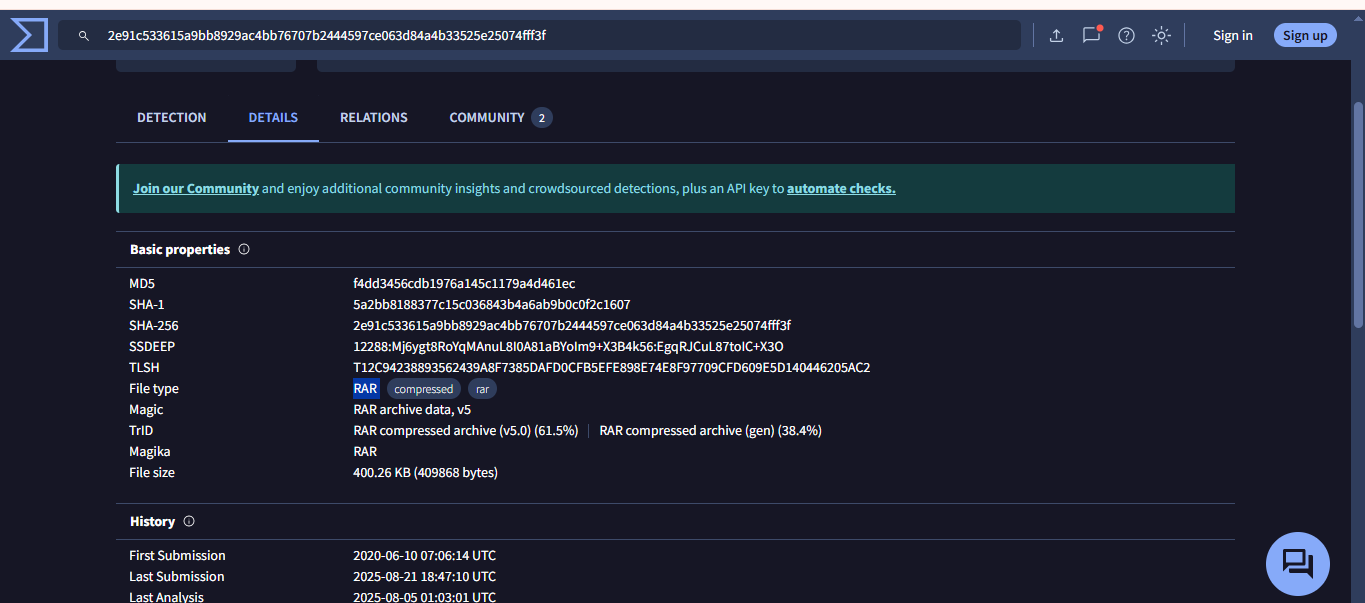 2e91c533615a9bb8929ac4bb76707b2444597ce063d84a4b33525e25074fff3f
Sign in
Sign up
DETECTION
DETAILS
RELATIONS
COMMUNITY 2
Join our Community and enjoy additional community insights and crowdsourced detections, plus an API key to automate checks.
Basic properties
MD5 f4dd3456cdb1976a145c1179a4d461ec
SHA-1 5a2bb8188377c15c036843b4a6ab9b0c0f2c1607
SHA-256 2e91c533615a9bb8929ac4bb76707b2444597ce063d84a4b33525e25074fff3f
SSDEEP 12288:Mj6ygt8RoYqMAnuL8I0A81aBYoIm9+X3B4k56:EgqRJCuL87toIC+X3O
TLSH T12C94238893562439A8F7385DAFD0CFB5EFE898E74E8F97709CFD609E5D140446205AC2
File type RAR compressed rar
Magic RAR archive data, v5
TrID RAR compressed archive (v5.0) (61.5%) RAR compressed archive (gen) (38.4%)
Magika RAR
File size 400.26 KB (409868 bytes)
History
First Submission 2020-06-10 07:06:14 UTC
Last Submission 2025-08-21 18:47:10 UTC
Last Analysis 2025-08-05 01:03:01 UTC